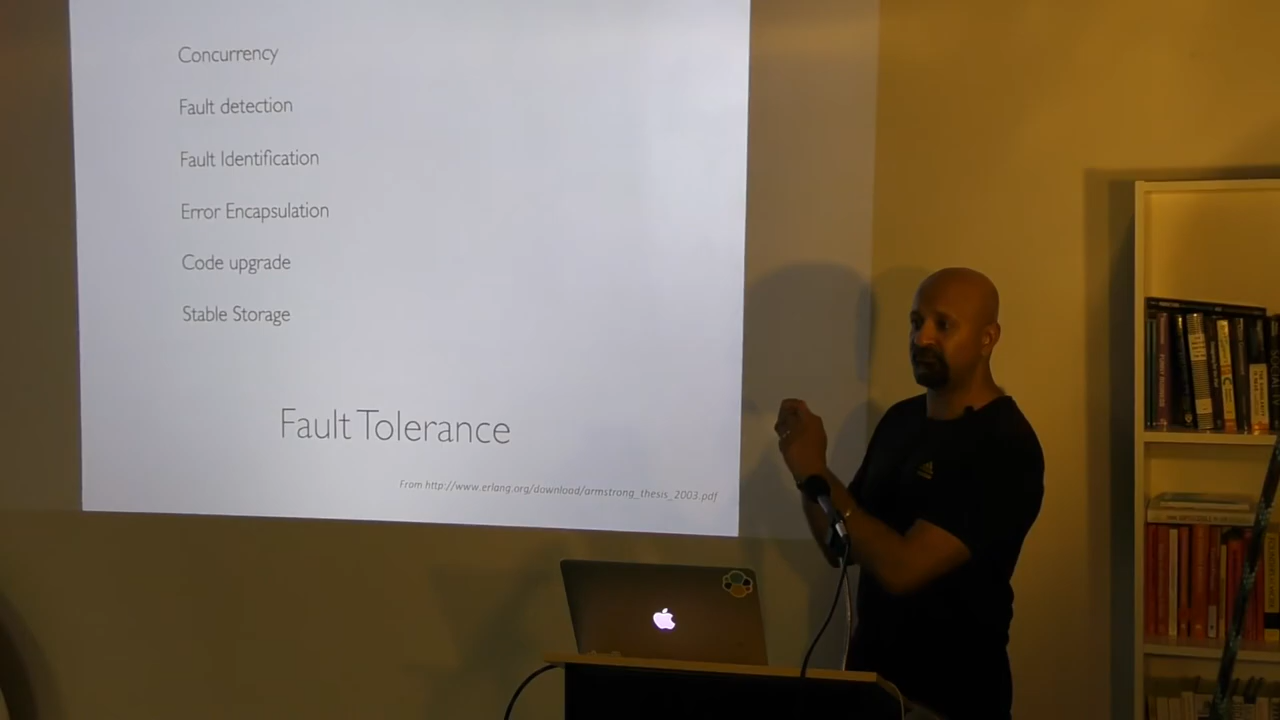 Concurrency
Fault detection
Fault Identification
Error Encapsulation
Code upgrade
Stable Storage
Fault Tolerance
From http://www.erlang.org/download/armstrong_thesis_2003.pdf